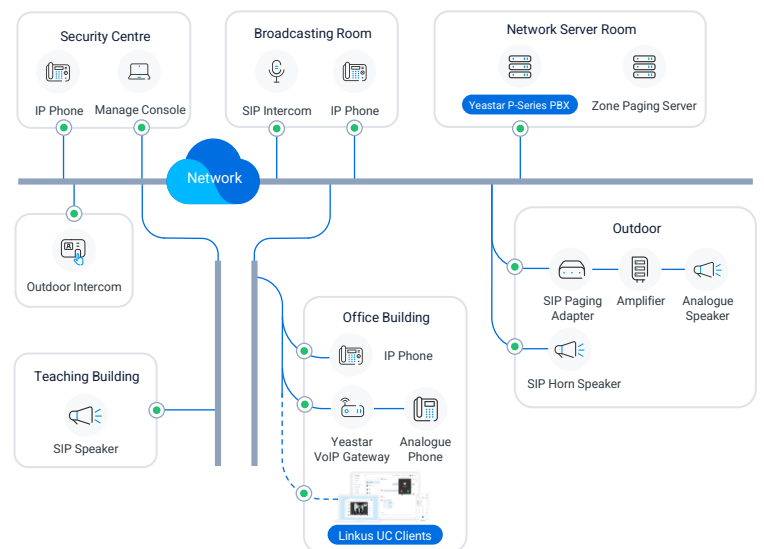 Security Centre
IP Phone
Manage Console
Broadcasting Room
SIP Intercom
IP Phone
Network Server Room
Yeastar P-Series PBX
Zone Paging Server
Network
Outdoor Intercom
Outdoor
SIP Paging
Adapter
Amplifier
Analogue
Speaker
SIP Horn Speaker
Teaching Building
SIP Speaker
Office Building
IP Phone
Yeastar
VoIP Gateway
Analogue
Phone
Linkus UC Clients